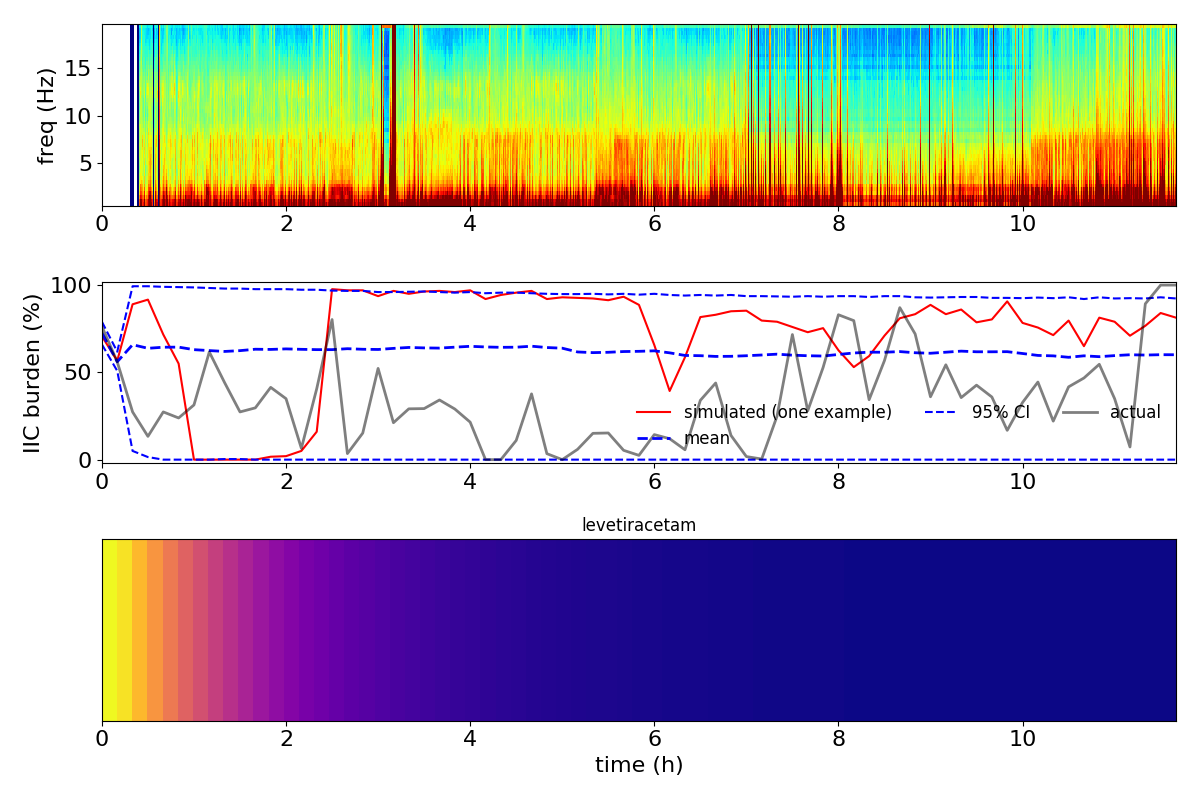 freq (Hz)
15
10
5
0 2 4 6 8 10
IIC burden (%)
100
50
0
simulated (one example) 95% CI actual
mean
0 2 4 6 8 10
levetiracetam
0 2 4 6 8 10
time (h)